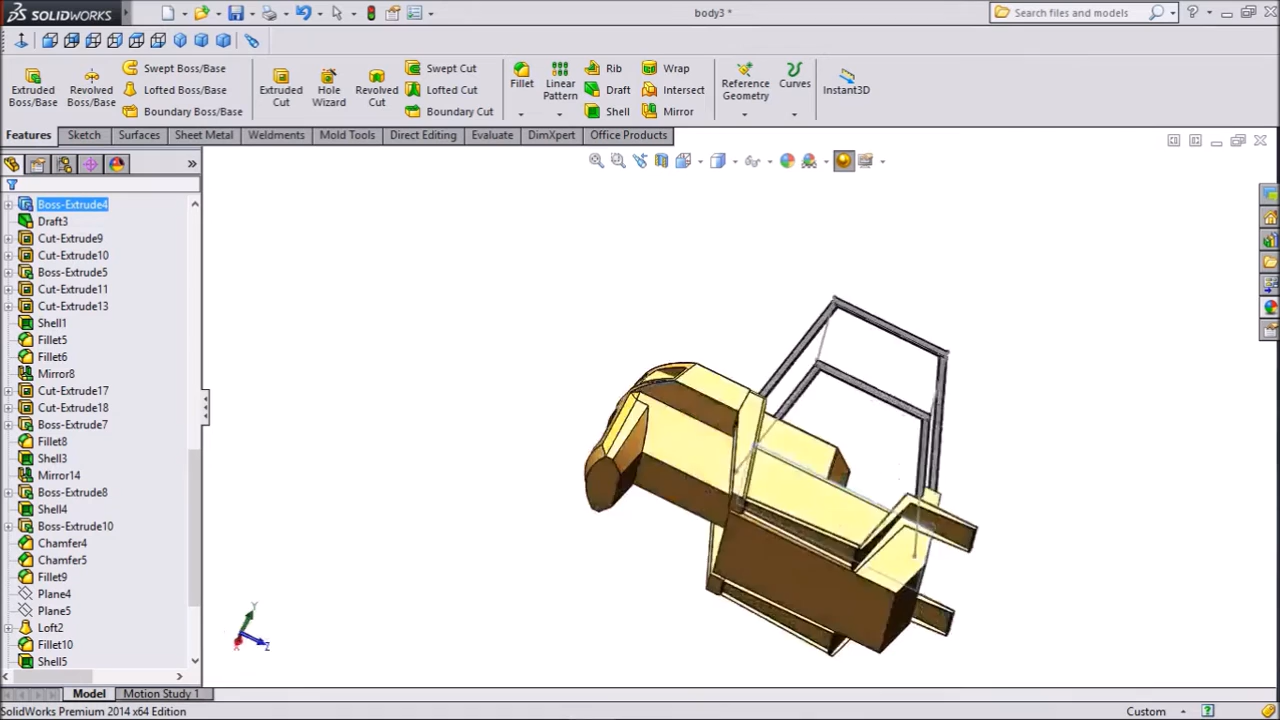 SOLIDWORKS
body3 *
Search files and models
Extruded Boss/Base
Revolved Boss/Base
Swept Boss/Base
Lofted Boss/Base
Boundary Boss/Base
Extruded Cut
Hole Wizard
Revolved Cut
Swept Cut
Lofted Cut
Boundary Cut
Fillet
Linear Pattern
Rib
Draft
Shell
Wrap
Intersect
Mirror
Reference Geometry
Curves
Instant3D
Features
Sketch
Surfaces
Sheet Metal
Weldments
Mold Tools
Direct Editing
Evaluate
DimXpert
Office Products
Boss-Extrude4
Draft3
Cut-Extrude9
Cut-Extrude10
Boss-Extrude5
Cut-Extrude11
Cut-Extrude13
Shell1
Fillet5
Fillet6
Mirror8
Cut-Extrude17
Cut-Extrude18
Boss-Extrude7
Fillet8
Shell3
Mirror14
Boss-Extrude8
Shell4
Boss-Extrude10
Chamfer4
Chamfer5
Fillet9
Plane4
Plane5
Loft2
Fillet10
Shell5
Y
X
Z
Model
Motion Study 1
SolidWorks Premium 2014 x64 Edition
Custom